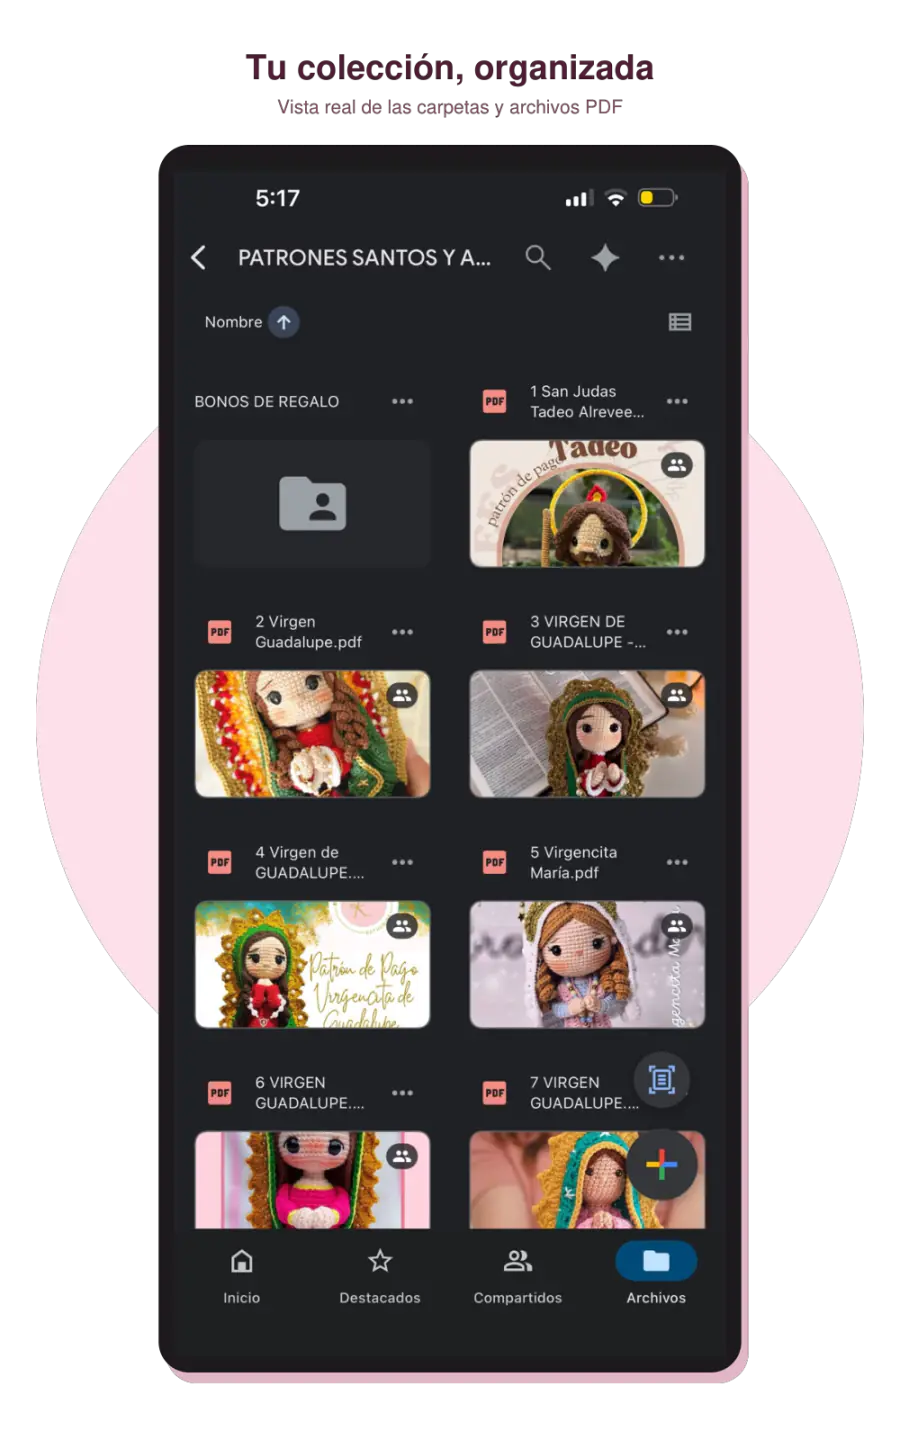 Tu colección, organizada
Vista real de las carpetas y archivos PDF
5:17
PATRONES SANTOS Y A...
Nombre
BONOS DE REGALO
PDF
1 San Judas
Tadeo Alrevee...
Tadeo
patrón de pago
PDF
2 Virgen
Guadalupe.pdf
PDF
3 VIRGEN DE
GUADALUPE -...
PDF
4 Virgen de
GUADALUPE....
PDF
5 Virgencita
María.pdf
Patrón de Pago
Virgencita de
Guadalupe
PDF
6 VIRGEN
GUADALUPE....
PDF
7 VIRGEN
GUADALUPE....
Inicio
Destacados
Compartidos
Archivos